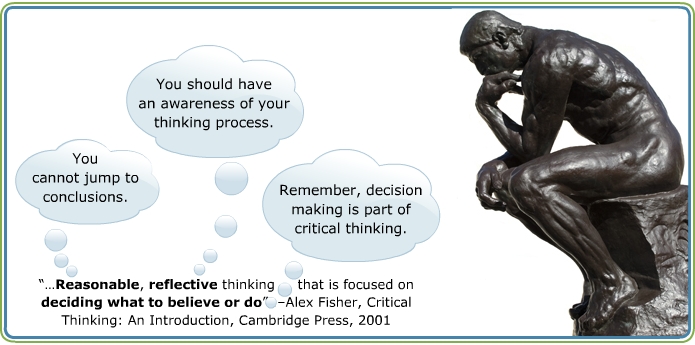 You should have
an awareness of your
thinking process.
You
cannot jump to
conclusions.
Remember, decision
making is part of
critical thinking.
“…Reasonable, reflective thinking that is focused on
deciding what to believe or do” –Alex Fisher, Critical
Thinking: An Introduction, Cambridge Press, 2001